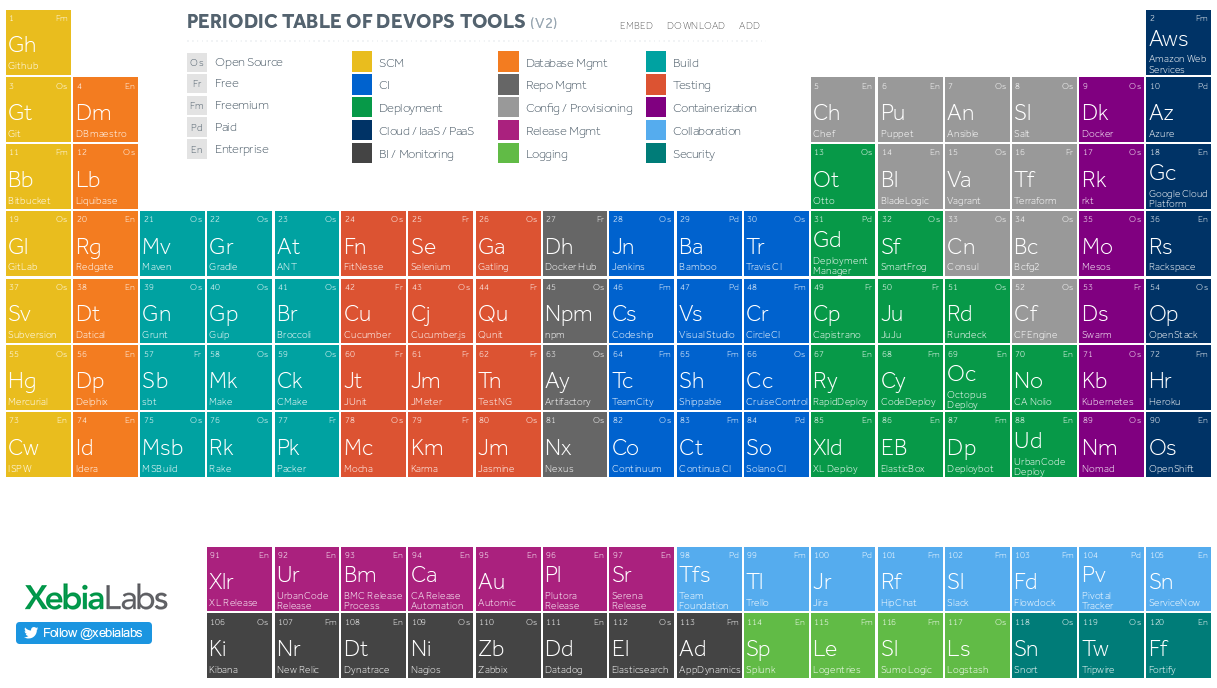 PERIODIC TABLE OF DEVOPS TOOLS (V2)
EMBED DOWNLOAD ADD
Os Open Source
Fr Free
Fm Freemium
Pd Paid
En Enterprise
SCM
CI
Deployment
Cloud / IaaS / PaaS
BI / Monitoring
Database Mgmt
Repo Mgmt
Config / Provisioning
Release Mgmt
Logging
Build
Testing
Containerization
Collaboration
Security
1 Fm
Gh
Github
2 Fm
Aws
Amazon Web
Services
3 Os
Gt
Git
4 En
Dm
DBmaestro
5 En
Ch
Chef
6 En
Pu
Puppet
7 Os
An
Ansible
8 Os
Sl
Salt
9 Os
Dk
Docker
10 Pd
Az
Azure
11 Fm
Bb
Bitbucket
12 Os
Lb
Liquibase
13 Os
Ot
Otto
14 En
Bl
BladeLogic
15 Os
Va
Vagrant
16 Fr
Tf
Terraform
17 Os
Rk
rkt
18 En
Gc
Google Cloud
Platform
19 Os
Gl
GitLab
20 En
Rg
Redgate
21 Os
Mv
Maven
22 Os
Gr
Gradle
23 Os
At
ANT
24 Os
Fn
FitNesse
25 Fr
Se
Selenium
26 Os
Ga
Gatling
27 Fr
Dh
Docker Hub
28 Os
Jn
Jenkins
29 Pd
Ba
Bamboo
30 Os
Tr
Travis CI
31 Pd
Gd
Deployment
Manager
32 Os
Sf
SmartFrog
33 Os
Cn
Consul
34 Os
Bc
Bcfg2
35 Os
Mo
Mesos
36 En
Rs
Rackspace
37 Os
Sv
Subversion
38 En
Dt
Datical
39 Os
Gn
Grunt
40 Os
Gp
Gulp
41 Os
Br
Broccoli
42 Fr
Cu
Cucumber
43 Os
Cj
Cucumber.js
44 Fr
Qu
Qunit
45 Os
Npm
npm
46 Fm
Cs
Codeship
47 Pd
Vs
Visual Studio
48 Fm
Cr
CircleCI
49 Fr
Cp
Capistrano
50 Fr
Ju
JuJu
51 Os
Rd
Rundeck
52 Os
Cf
CFEngine
53 Fr
Ds
Swarm
54 Os
Op
OpenStack
55 Os
Hg
Mercurial
56 En
Dp
Delphix
57 Fr
Sb
sbt
58 Os
Mk
Make
59 Os
Ck
CMake
60 Fr
Jt
JUnit
61 Fr
Jm
JMeter
62 Fr
Tn
TestNG
63 Os
Ay
Artifactory
64 Fm
Tc
TeamCity
65 Fm
Sh
Shippable
66 Os
Cc
CruiseControl
67 En
Ry
RapidDeploy
68 Fm
Cy
CodeDeploy
69 En
Oc
Octopus
Deploy
70 En
No
CA Nolio
71 Os
Kb
Kubernetes
72 Fm
Hr
Heroku
73 En
Cw
ISPW
74 En
Id
Idera
75 Os
Msb
MSBuild
76 Os
Rk
Rake
77 Fr
Pk
Packer
78 Os
Mc
Mocha
79 Os
Km
Karma
80 Os
Jm
Jasmine
81 Os
Nx
Nexus
82 Os
Co
Continuum
83 Fm
Ct
Continua CI
84 Pd
So
Solano CI
85 En
Xld
XL Deploy
86 En
EB
ElasticBox
87 Fm
Dp
Deploybot
88 En
Ud
UrbanCode
Deploy
89 Os
Nm
Nomad
90 En
Os
OpenShift
91 En
Xlr
XL Release
92 En
Ur
UrbanCode
Release
93 En
Bm
BMC Release
Process
94 En
Ca
CA Release
Automation
95 En
Au
Automic
96 En
Pl
Plutora
Release
97 En
Sr
Serena
Release
98 Pd
Tfs
Team
Foundation
99 Fm
Tl
Trello
100 Pd
Jr
Jira
101 Fm
Rf
HipChat
102 Fm
Sl
Slack
103 Fm
Fd
Flowdock
104 Pd
Pv
Pivotal
Tracker
105 En
Sn
ServiceNow
XebiaLabs
Follow @xebialabs
106 Os
Ki
Kibana
107 Fm
Nr
New Relic
108 En
Dt
Dynatrace
109 Os
Ni
Nagios
110 Os
Zb
Zabbix
111 En
Dd
Datadog
112 Os
El
Elasticsearch
113 Fm
Ad
AppDynamics
114 En
Sp
Splunk
115 Fm
Le
Logentries
116 Fm
Sl
Sumo Logic
117 Os
Ls
Logstash
118 Os
Sn
Snort
119 Os
Tw
Tripwire
120 En
Ff
Fortify